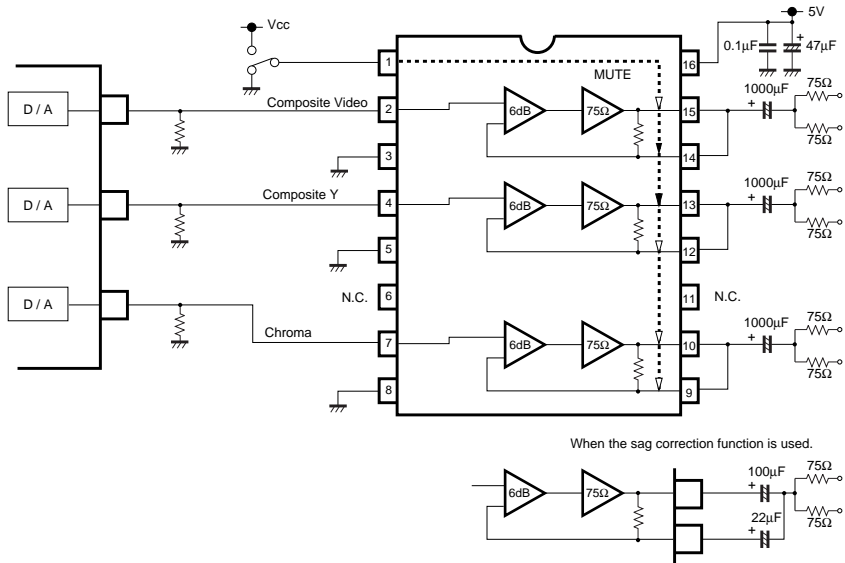 5V
Vcc
0.1μF
+
47μF
1
MUTE
16
1000μF
75Ω
D / A
Composite Video
2
6dB
75Ω
15
+
75Ω
3
14
1000μF
75Ω
D / A
Composite Y
4
6dB
75Ω
13
+
75Ω
5
12
N.C.
6
11
N.C.
D / A
1000μF
75Ω
Chroma
7
6dB
75Ω
10
+
75Ω
8
9
When the sag correction function is used.
100μF
75Ω
6dB
75Ω
+
22μF
75Ω
+